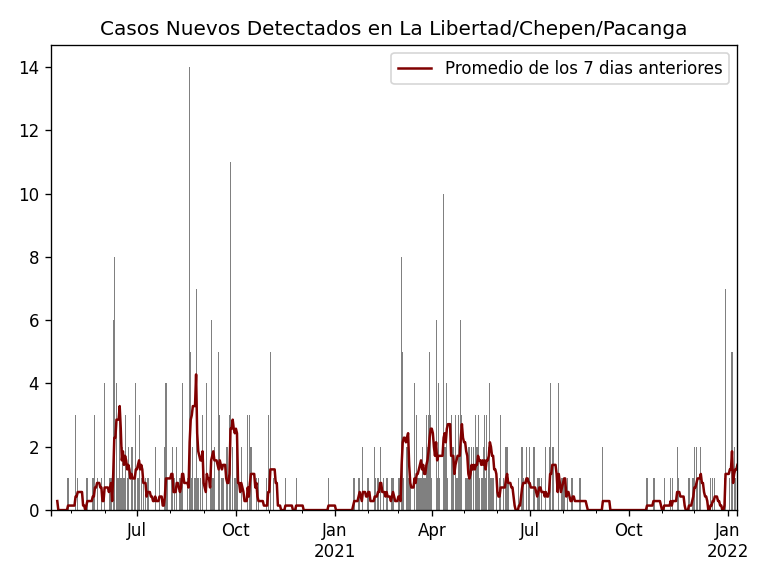 Casos Nuevos Detectados en La Libertad/Chepen/Pacanga
Promedio de los 7 dias anteriores
14
12
10
8
6
4
2
0
Jul
Oct
Jan
2021
Apr
Jul
Oct
Jan
2022